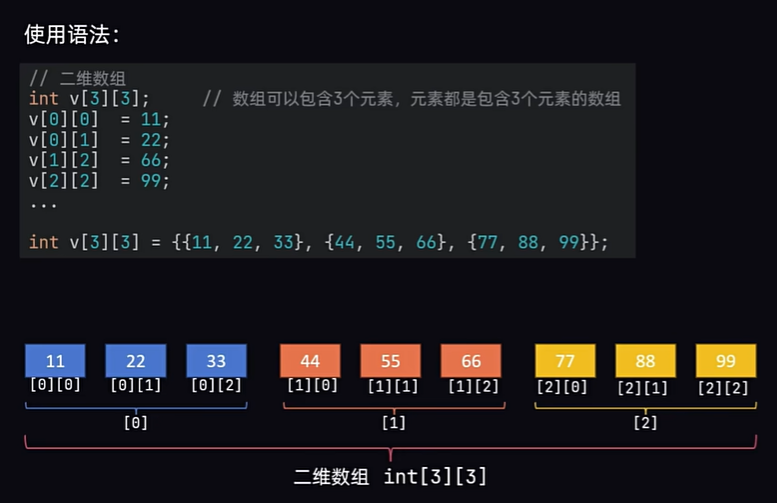 使用语法：
// 二维数组
int v[3][3];     // 数组可以包含3个元素，元素都是包含3个元素的数组
v[0][0]  = 11;
v[0][1]  = 22;
v[1][2]  = 66;
v[2][2]  = 99;
...
int v[3][3] = {{11, 22, 33}, {44, 55, 66}, {77, 88, 99}};
11 22 33 44 55 66 77 88 99
[0][0] [0][1] [0][2] [1][0] [1][1] [1][2] [2][0] [2][1] [2][2]
[0] [1] [2]
二维数组 int[3][3]